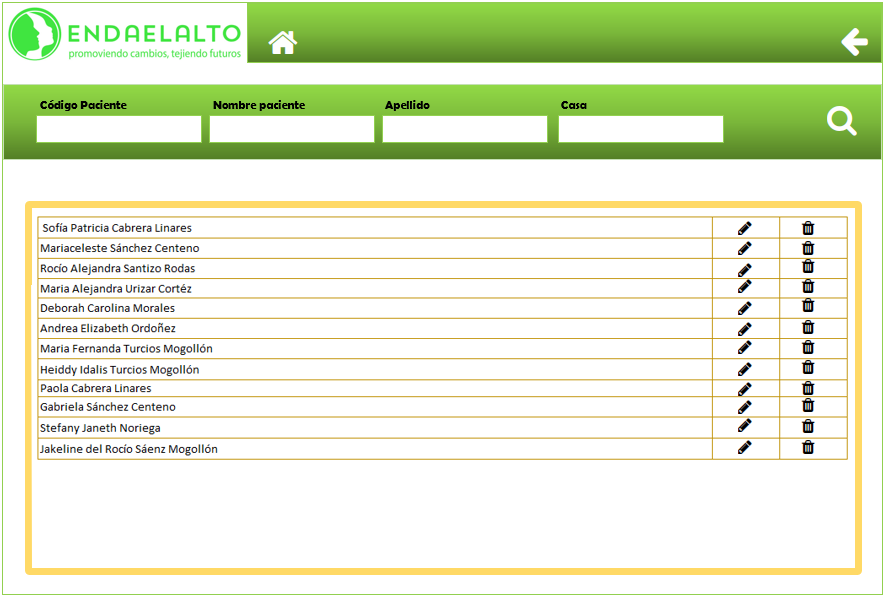 ENDAELALTO
promoviendo cambios, tejiendo futuros
Código Paciente Nombre paciente Apellido Casa
Sofía Patricia Cabrera Linares
Mariaceleste Sánchez Centeno
Rocío Alejandra Santizo Rodas
Maria Alejandra Urizar Cortéz
Deborah Carolina Morales
Andrea Elizabeth Ordoñez
Maria Fernanda Turcios Mogollón
Heiddy Idalis Turcios Mogollón
Paola Cabrera Linares
Gabriela Sánchez Centeno
Stefany Janeth Noriega
Jakeline del Rocío Sáenz Mogollón